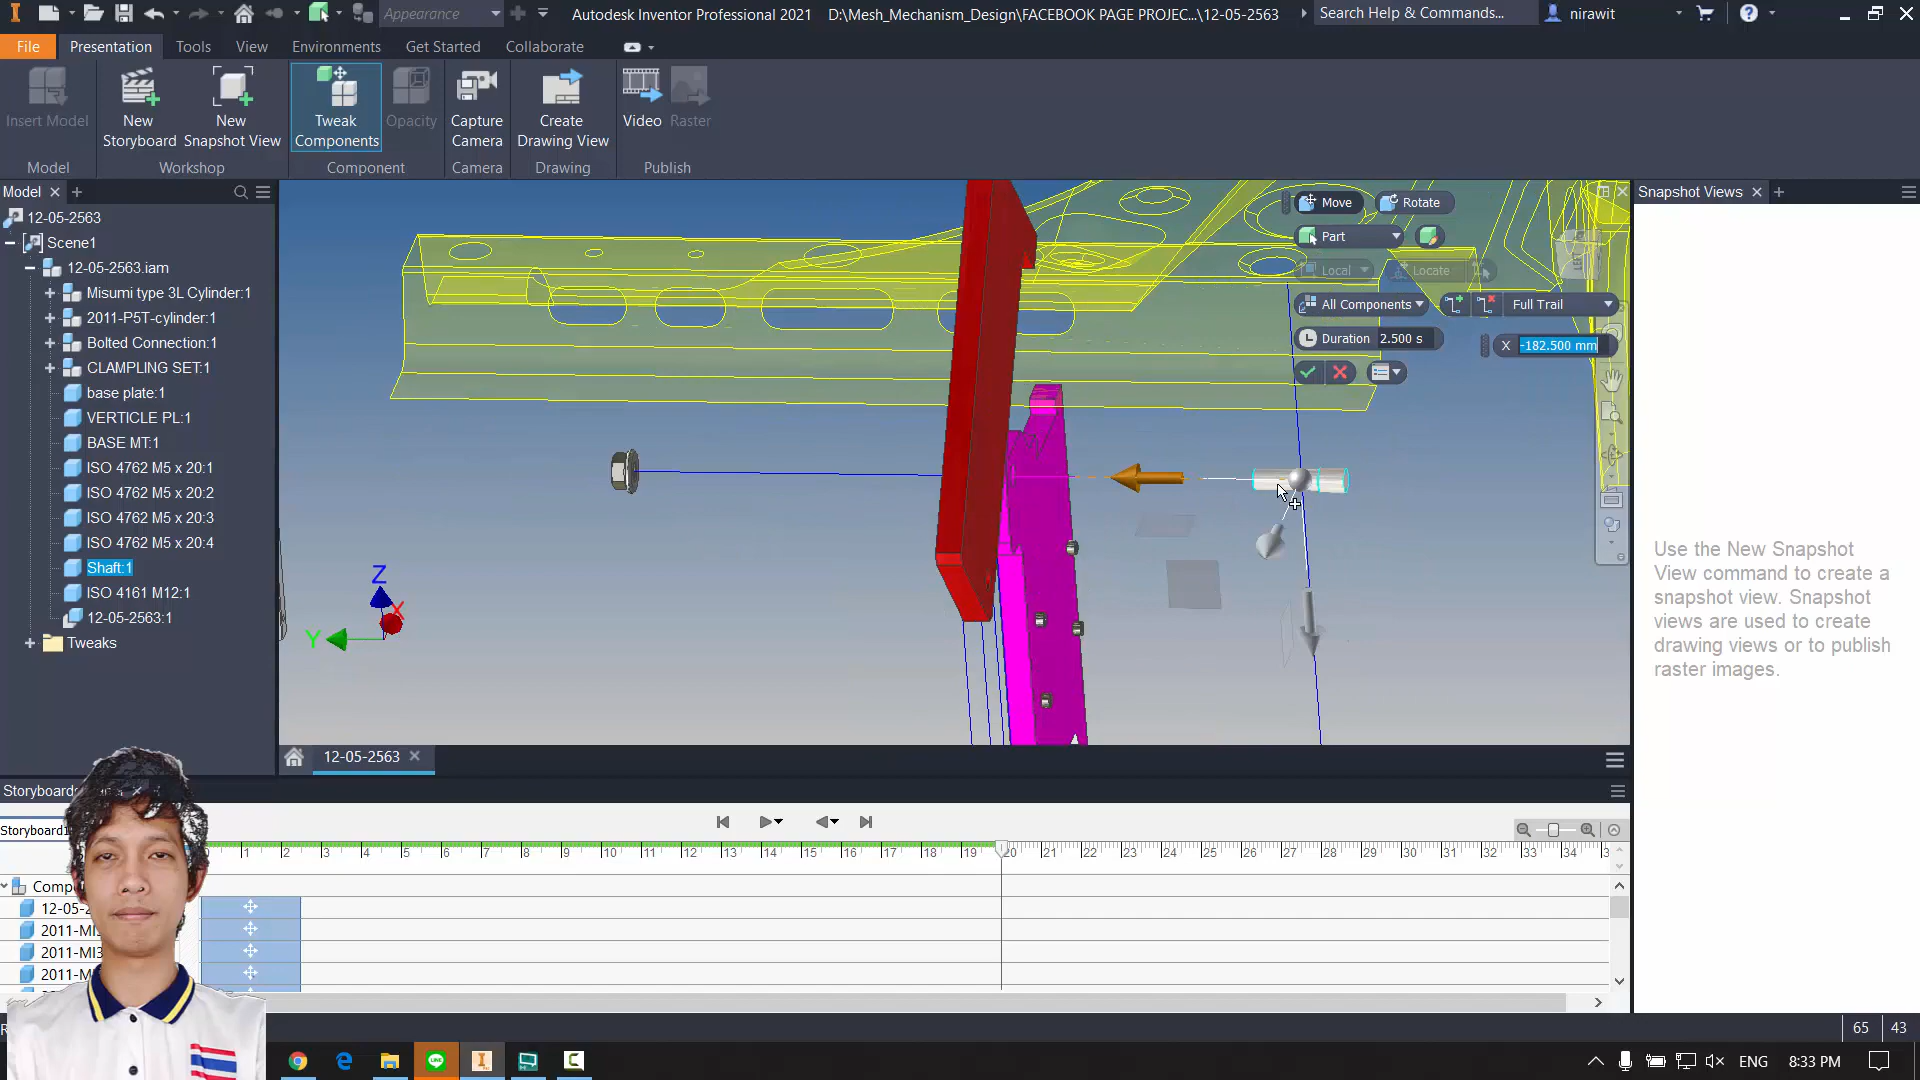 Appearance
Autodesk Inventor Professional 2021 D:\Mesh_Mechanism_Design\FACEBOOK PAGE PROJEC...\12-05-2563
Search Help & Commands...
nirawit
File Presentation Tools View Environments Get Started Collaborate
Insert Model
New Storyboard
New Snapshot View
Tweak Components
Opacity
Capture Camera
Create Drawing View
Video
Raster
Model Workshop Component Camera Drawing Publish
Model
12-05-2563
Scene1
12-05-2563.iam
Misumi type 3L Cylinder:1
2011-P5T-cylinder:1
Bolted Connection:1
CLAMPLING SET:1
base plate:1
VERTICLE PL:1
BASE MT:1
ISO 4762 M5 x 20:1
ISO 4762 M5 x 20:2
ISO 4762 M5 x 20:3
ISO 4762 M5 x 20:4
Shaft:1
ISO 4161 M12:1
12-05-2563:1
Tweaks
Move Rotate
Part
Local Locate
All Components Full Trail
Duration 2.500 s
X -182.500 mm
Z
X
Y
Snapshot Views
Use the New Snapshot
View command to create a
snapshot view. Snapshot
views are used to create
drawing views or to publish
raster images.
12-05-2563
Storyboard
Storyboard1
1 2 3 4 5 6 7 8 9 10 11 12 13 14 15 16 17 18 19 20 21 22 23 24 25 26 27 28 29 30 31 32 33 34
Comp
12-05-2
2011-MI3
2011-MI3
2011-M
65 43
ENG 8:33 PM